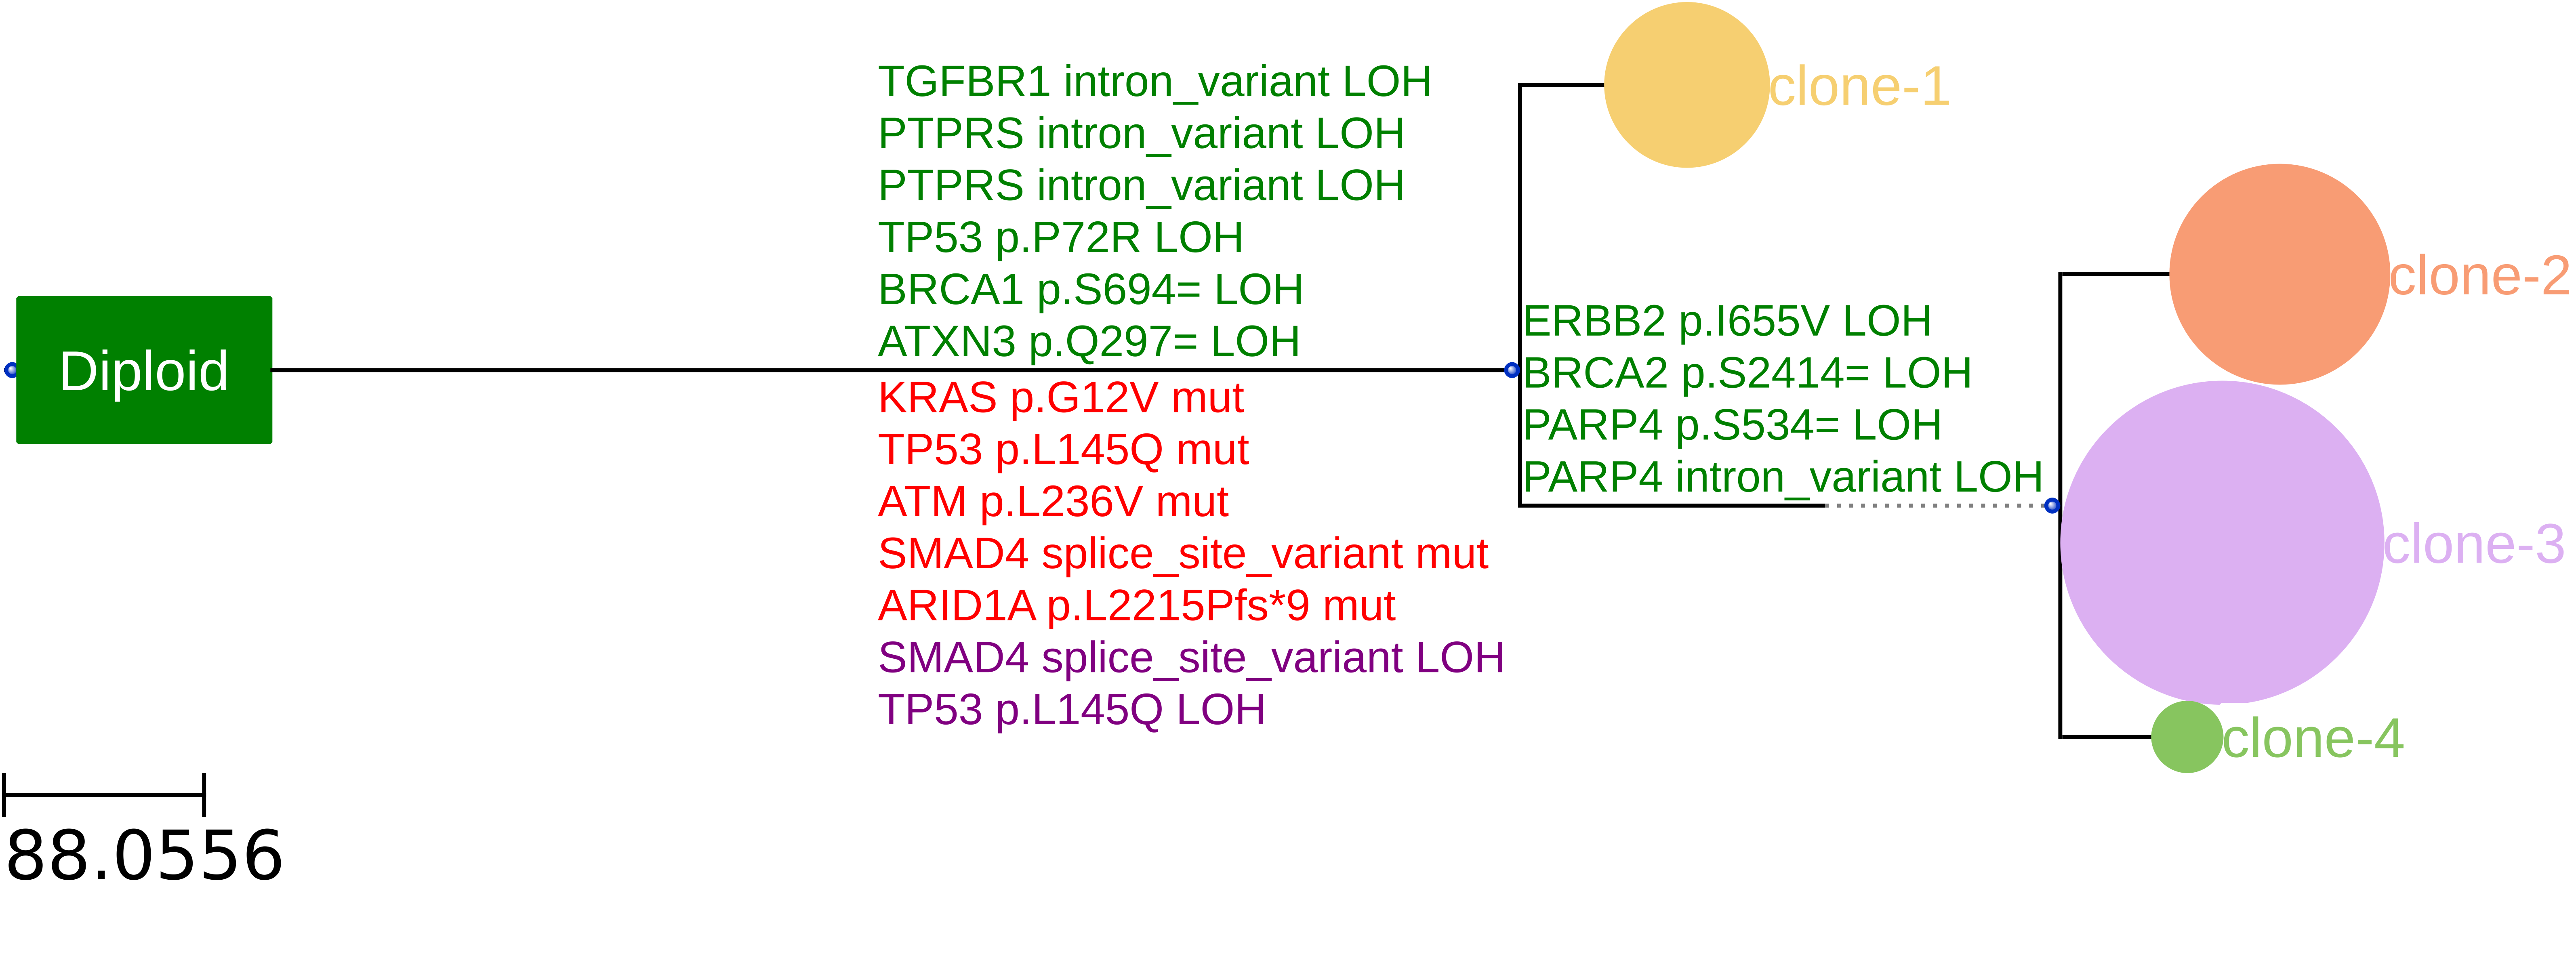 TGFBR1 intron_variant LOH
PTPRS intron_variant LOH
PTPRS intron_variant LOH
TP53 p.P72R LOH
BRCA1 p.S694= LOH
ATXN3 p.Q297= LOH
KRAS p.G12V mut
TP53 p.L145Q mut
ATM p.L236V mut
SMAD4 splice_site_variant mut
ARID1A p.L2215Pfs*9 mut
SMAD4 splice_site_variant LOH
TP53 p.L145Q LOH
Diploid
clone-1
ERBB2 p.I655V LOH
BRCA2 p.S2414= LOH
PARP4 p.S534= LOH
PARP4 intron_variant LOH
clone-2
clone-3
clone-4
88.0556